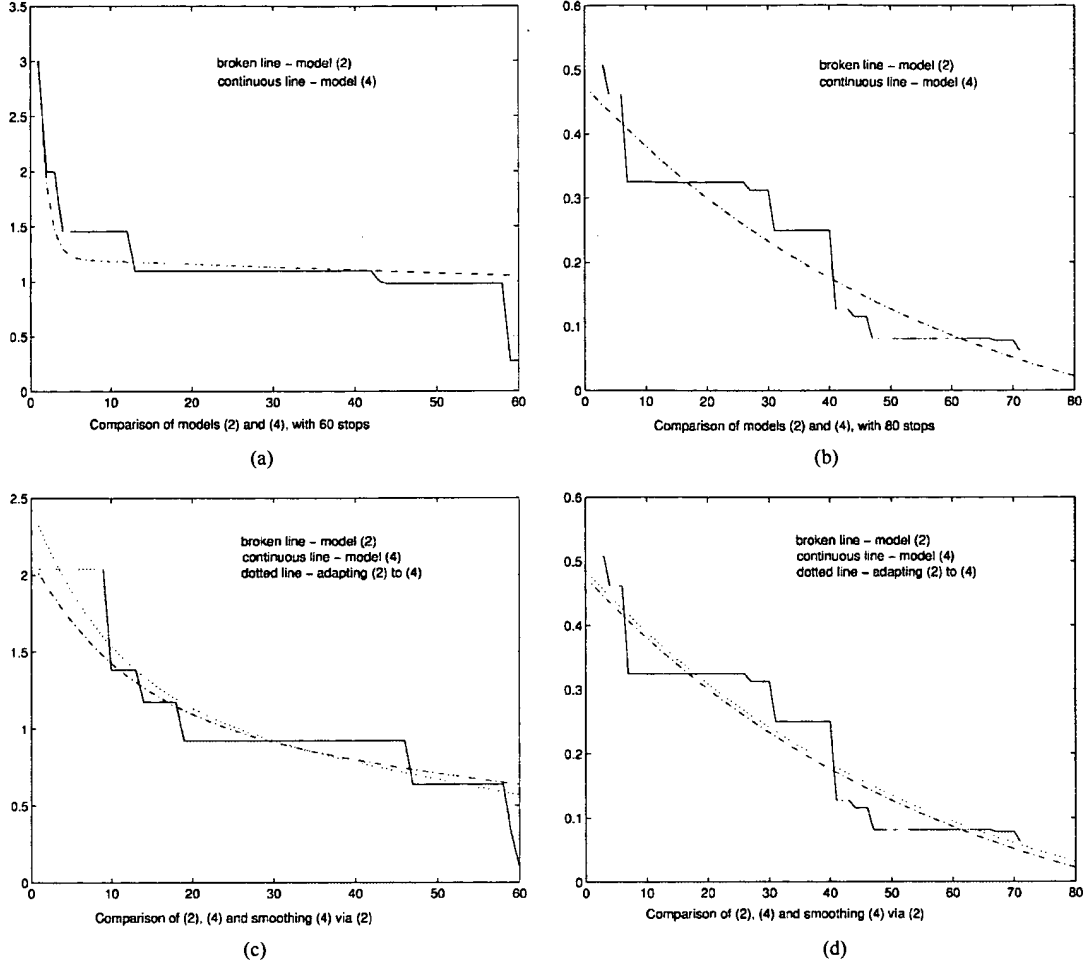 3.5
3
2.5
2
1.5
1
0.5
0
broken line – model (2)
continuous line – model (4)
0 10 20 30 40 50 60
Comparison of models (2) and (4), with 60 stops
(a)
0.6
0.5
0.4
0.3
0.2
0.1
0
broken line – model (2)
continuous line – model (4)
0 10 20 30 40 50 60 70 80
Comparison of models (2) and (4), with 80 stops
(b)
2.5
2
1.5
1
0.5
0
broken line – model (2)
continuous line – model (4)
dotted line – adapting (2) to (4)
0 10 20 30 40 50 60
Comparison of (2), (4) and smoothing (4) via (2)
(c)
0.6
0.5
0.4
0.3
0.2
0.1
0
broken line – model (2)
continuous line – model (4)
dotted line – adapting (2) to (4)
0 10 20 30 40 50 60 70 80
Comparison of (2), (4) and smoothing (4) via (2)
(d)